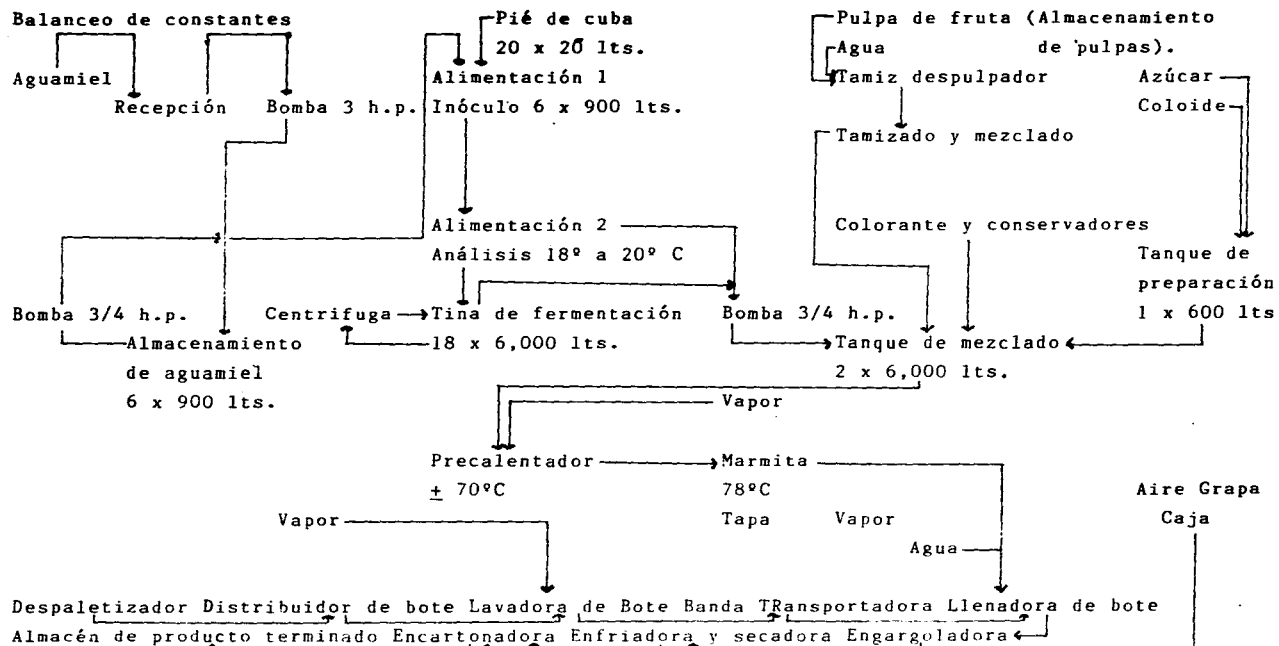 Balanceo de constantes
Pié de cuba
20 x 20 lts.
Pulpa de fruta (Almacenamiento
de pulpas).
Agua
Aguamiel
Alimentación 1
Tamiz despulpador
Azúcar
Recepción
Bomba 3 h.p.
Inóculo 6 x 900 lts.
Coloide
Tamizado y mezclado
Alimentación 2
Colorante y conservadores
Análisis 18º a 20º C
Tanque de
preparación
1 x 600 lts
Bomba 3/4 h.p.
Centrifuga
Tina de fermentación
18 x 6,000 lts.
Bomba 3/4 h.p.
Almacenamiento
de aguamiel
6 x 900 lts.
Tanque de mezclado
2 x 6,000 lts.
Vapor
Precalentador
± 70ºC
Marmita
78ºC
Tapa
Vapor
Aire Grapa
Caja
Vapor
Agua
Despaletizador Distribuidor de bote Lavadora de Bote Banda TRansportadora Llenadora de bote
Almacén de producto terminado Encartonadora Enfriadora y secadora Engargoladora